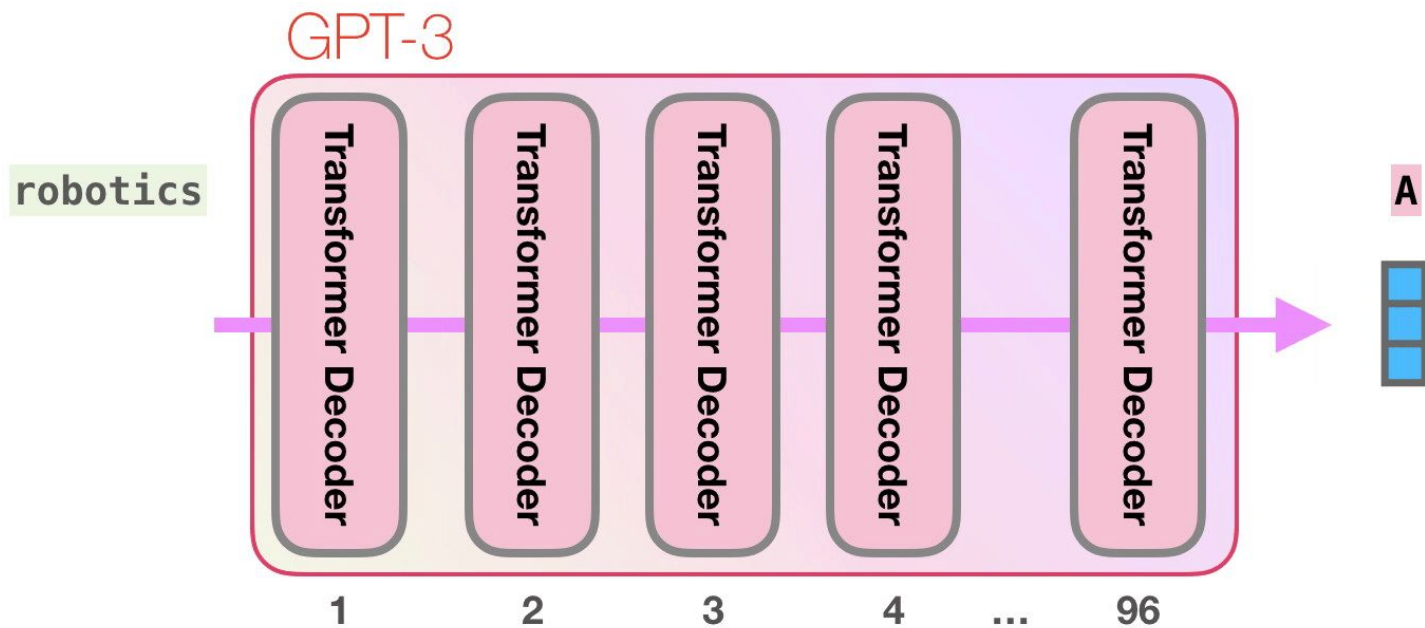 GPT-3
robotics
Transformer Decoder
Transformer Decoder
Transformer Decoder
Transformer Decoder
Transformer Decoder
A
1 2 3 4 ... 96